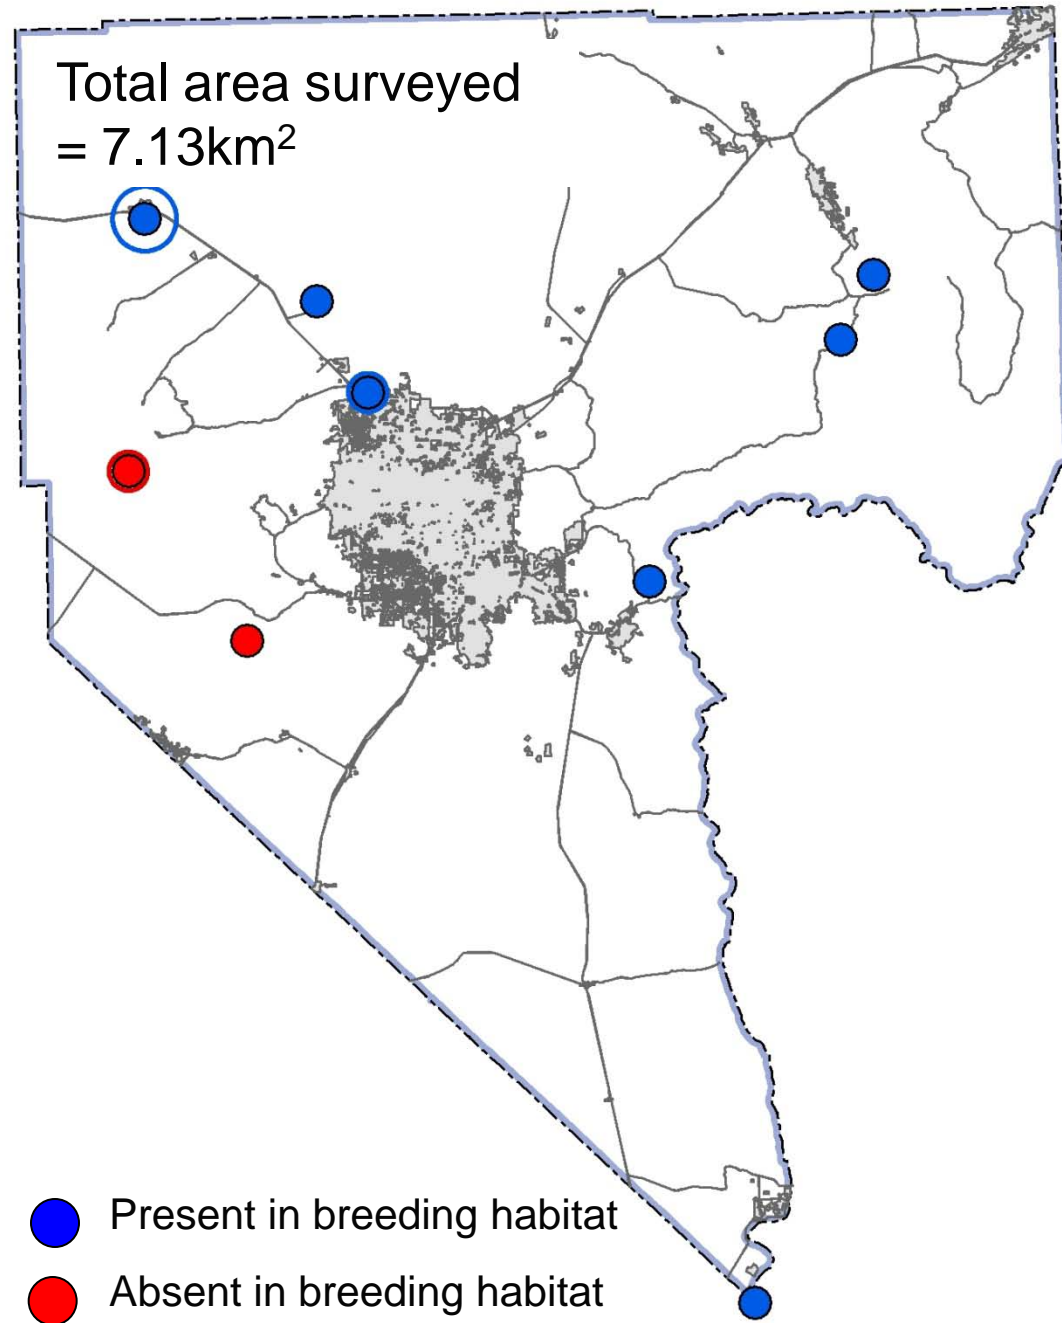 Total area surveyed
= 7.13km²
Present in breeding habitat
Absent in breeding habitat